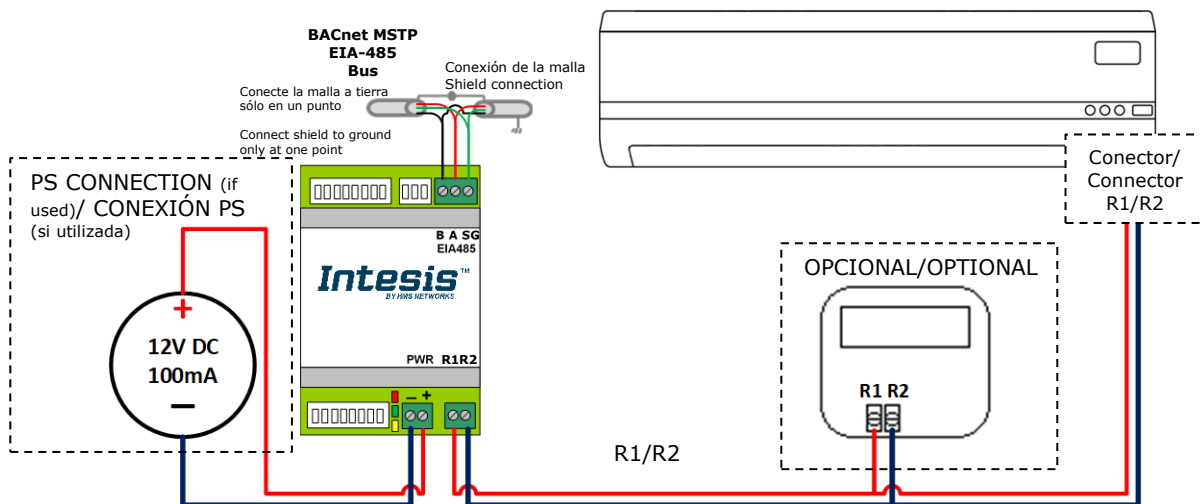 BACnet MSTP
EIA-485
Bus
Conecte la malla a tierra
sólo en un punto
Connect shield to ground
only at one point
Conexión de la malla
Shield connection
PS CONNECTION (if
used)/ CONEXIÓN PS
(si utilizada)
+
12V DC
100mA
−
B A SG
EIA485
Intesis™
BY HMS NETWORKS
PWR R1R2
− +
Conector/
Connector
R1/R2
OPCIONAL/OPTIONAL
R1 R2
R1/R2